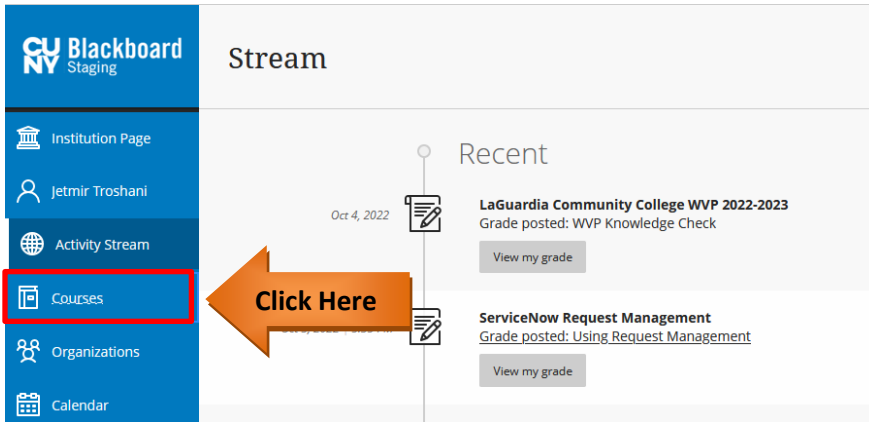 CUNY Blackboard
Staging
Stream
Institution Page
Jetmir Troshani
Activity Stream
Courses
Organizations
Calendar
Click Here
Recent
Oct 4, 2022
LaGuardia Community College WVP 2022-2023
Grade posted: WVP Knowledge Check
View my grade
ServiceNow Request Management
Grade posted: Using Request Management
View my grade